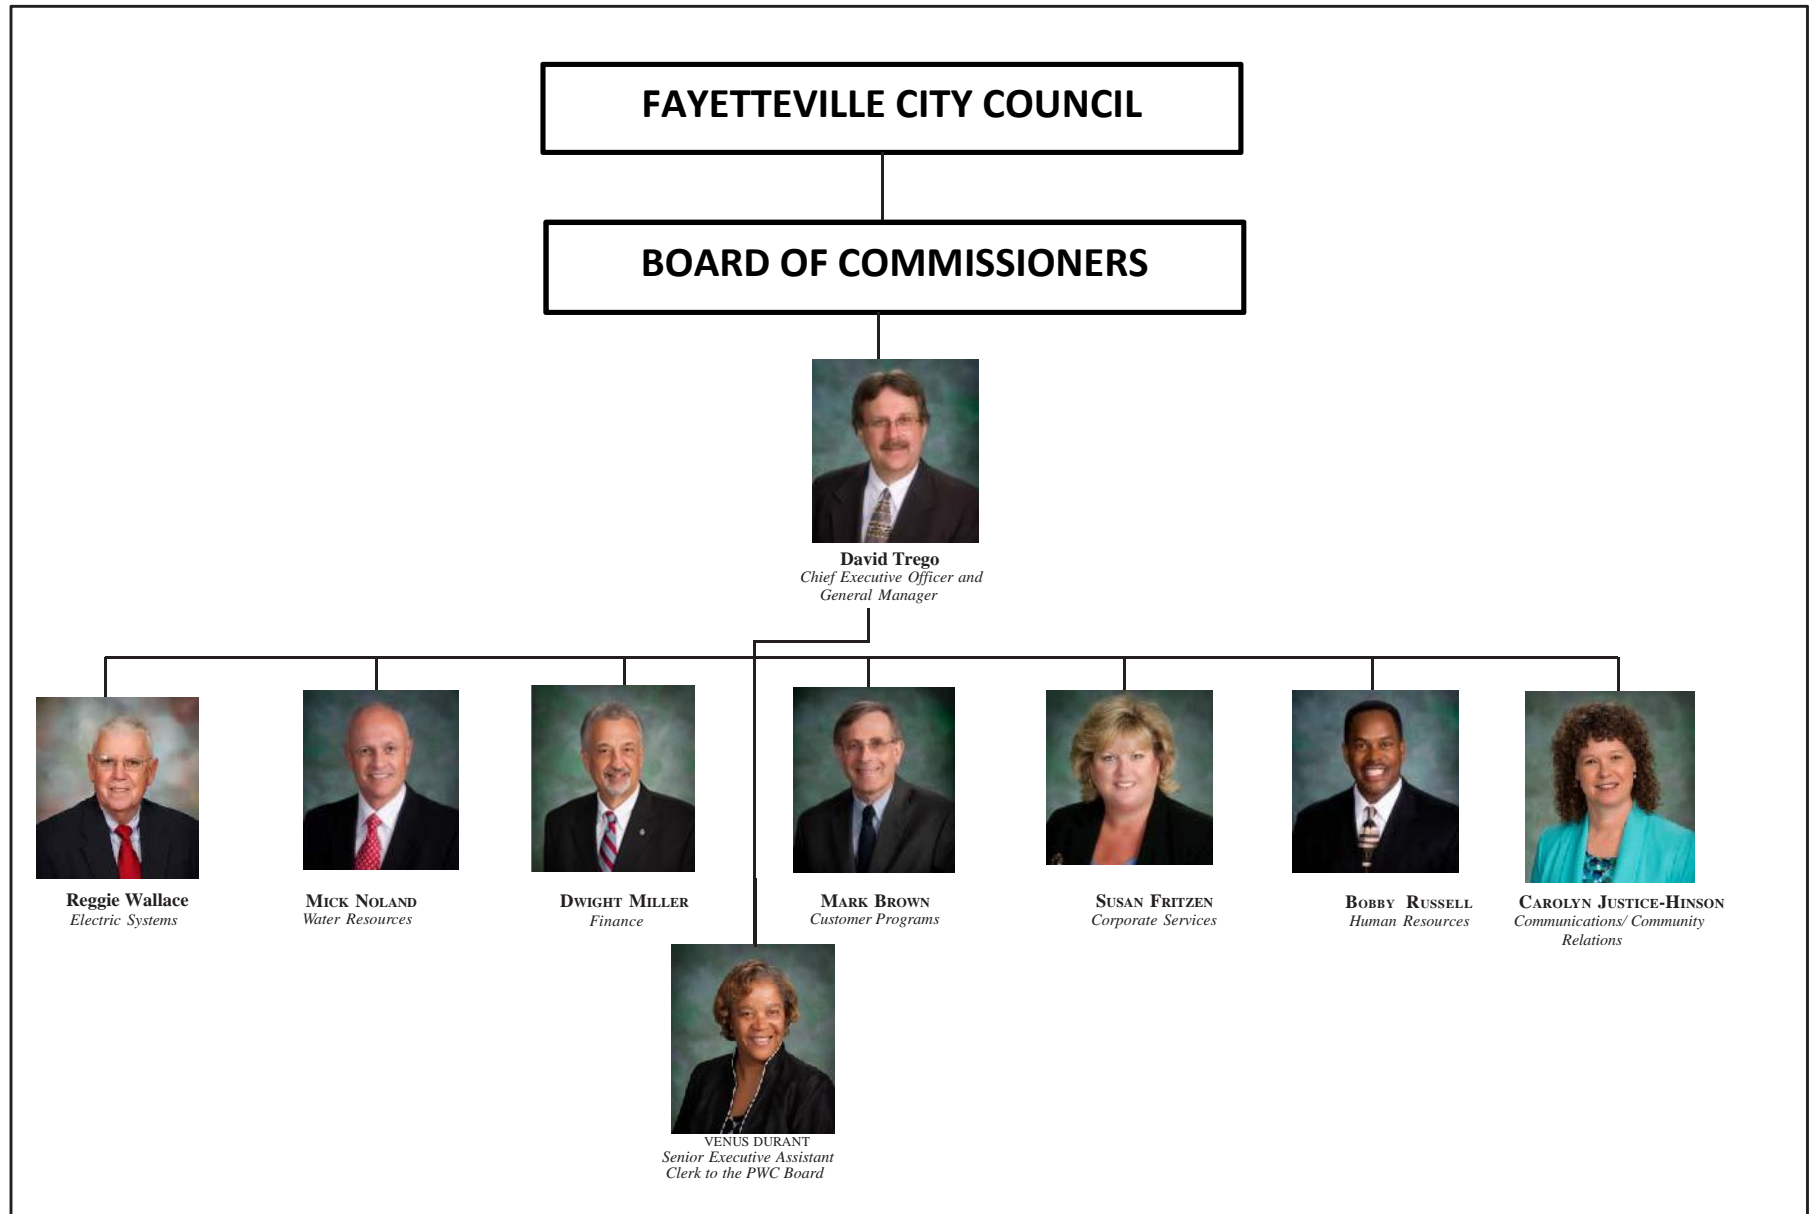 FAYETTEVILLE CITY COUNCIL
BOARD OF COMMISSIONERS
David Trego
Chief Executive Officer and
General Manager
Reggie Wallace
Electric Systems
MICK NOLAND
Water Resources
DWIGHT MILLER
Finance
MARK BROWN
Customer Programs
SUSAN FRITZEN
Corporate Services
BOBBY RUSSELL
Human Resources
CAROLYN JUSTICE-HINSON
Communications/ Community
Relations
VENUS DURANT
Senior Executive Assistant
Clerk to the PWC Board